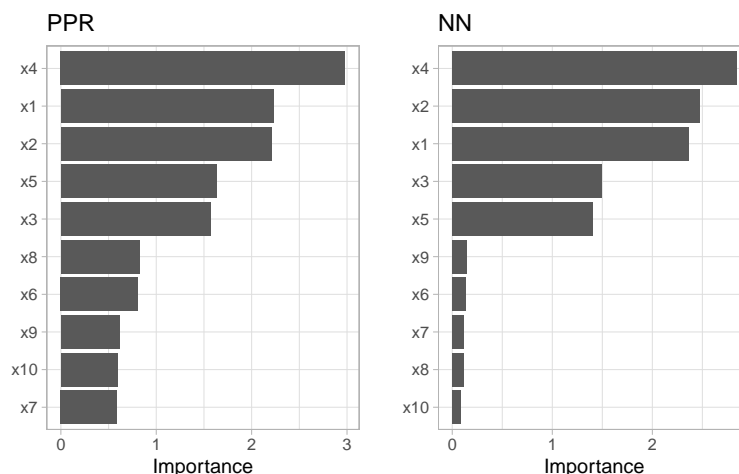 PPR
x4
x1
x2
x5
x3
x8
x6
x9
x10
x7
0 1 2 3
Importance
NN
x4
x2
x1
x3
x5
x9
x6
x7
x8
x10
0 1 2
Importance